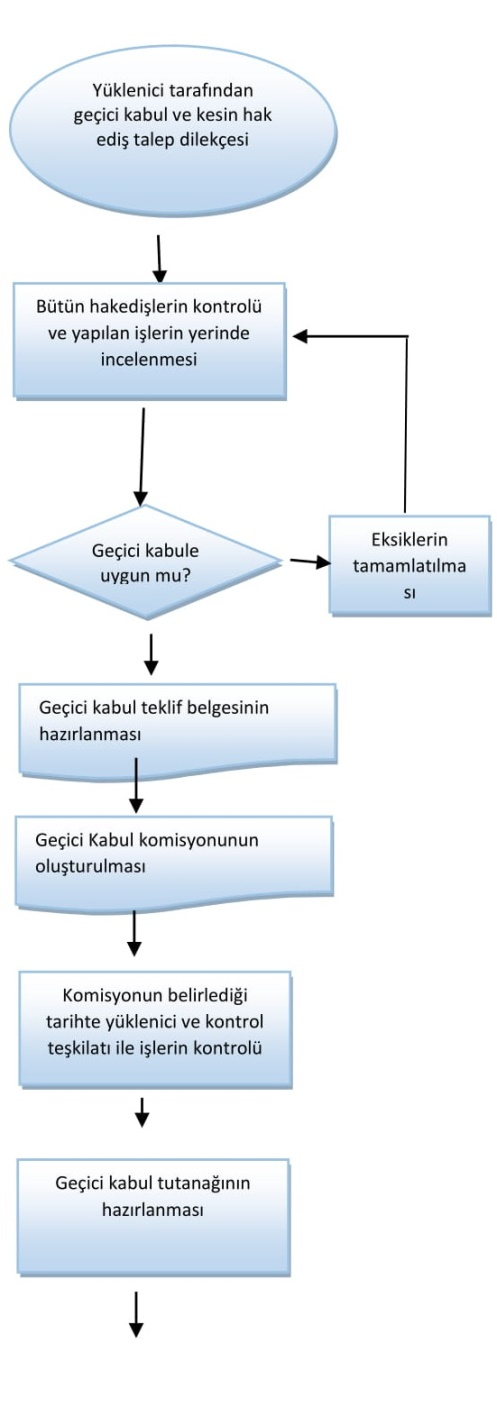 Yüklenici tarafından
geçici kabul ve kesin hak
ediş talep dilekçesi
Bütün hakedişlerin kontrolü
ve yapılan işlerin yerinde
incelenmesi
Geçici kabule
uygun mu?
Eksiklerin
tamamlatılma
sı
Geçici kabul teklif belgesinin
hazırlanması
Geçici Kabul komisyonunun
oluşturulması
Komisyonun belirlediği
tarihte yüklenici ve kontrol
teşkilatı ile işlerin kontrolü
Geçici kabul tutanağının
hazırlanması